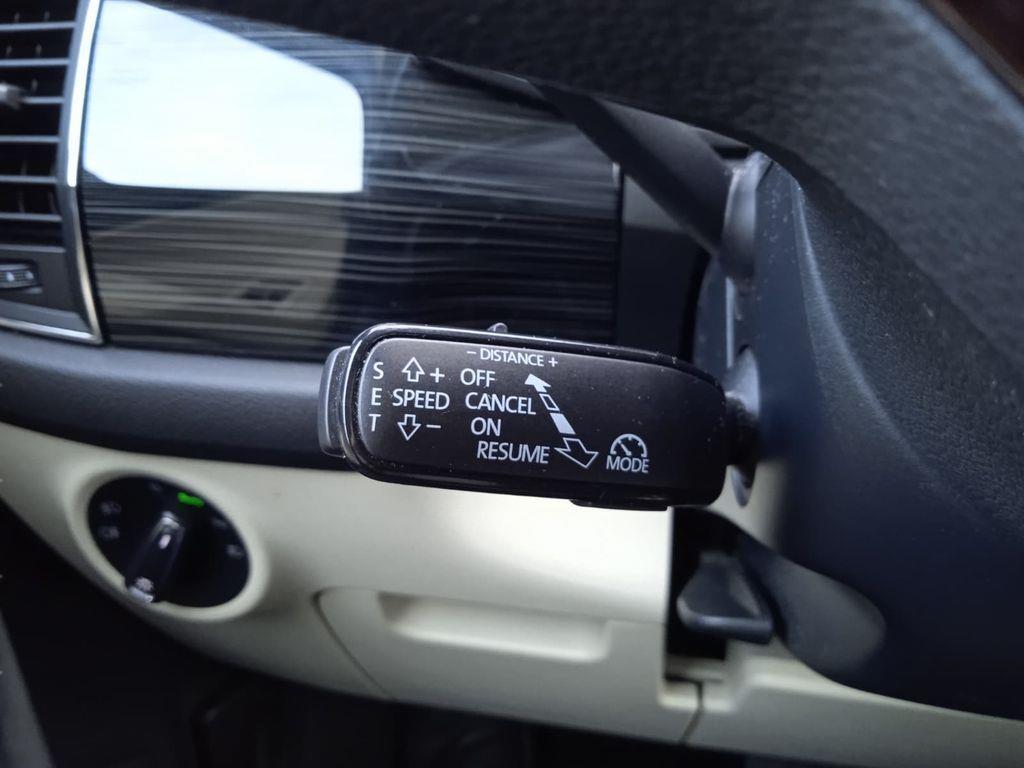 – DISTANCE +
S + OFF
E SPEED CANCEL
T – ON
RESUME
MODE